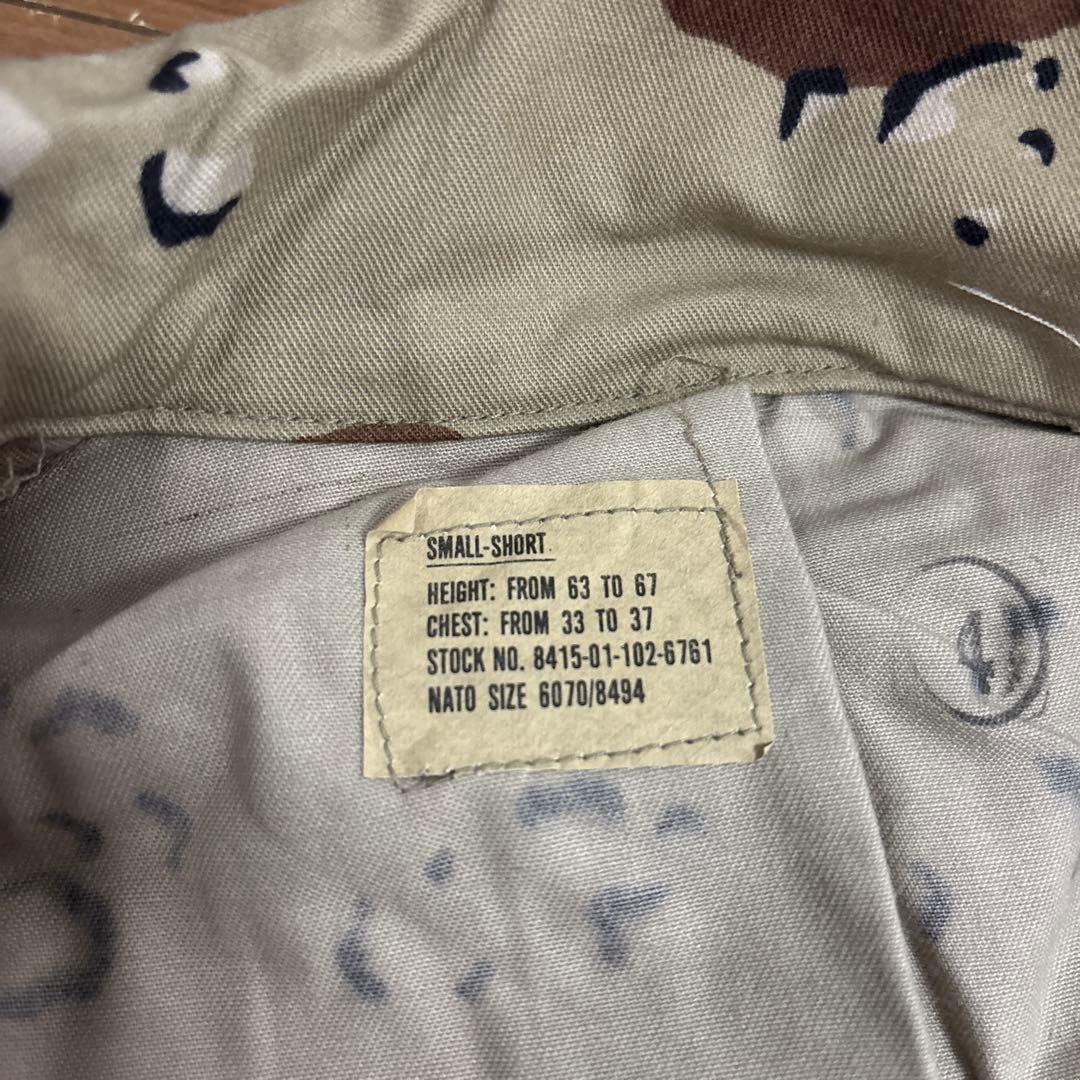 SMALL-SHORT
HEIGHT: FROM 63 TO 67
CHEST: FROM 33 TO 37
STOCK NO. 8415-01-102-6761
NATO SIZE 6070/8494